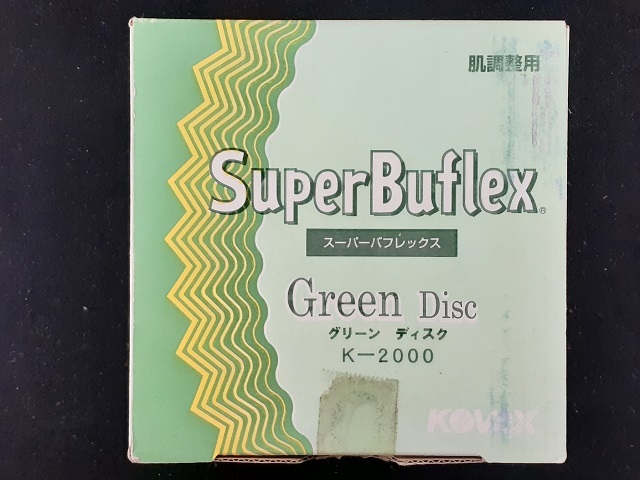 肌調整用
SuperBuflex®
スーパーバフレックス
Green Disc
グリーン ディスク
K−2000
KOVAX